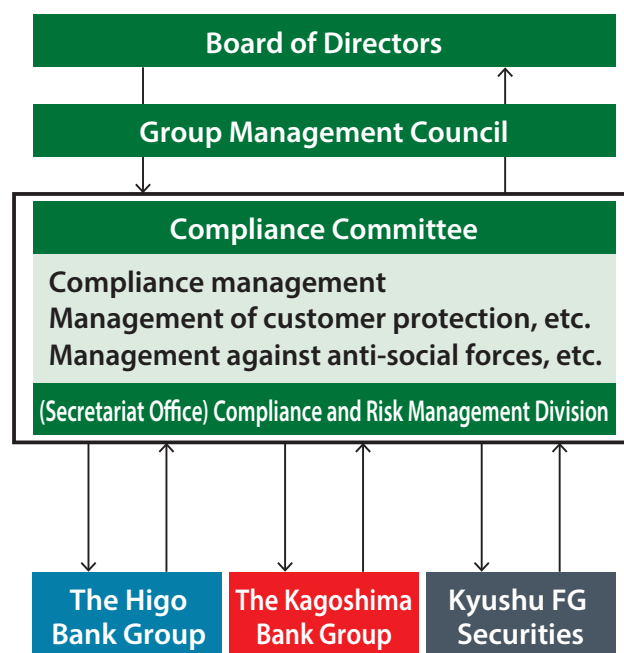 Board of Directors
Group Management Council
Compliance Committee
Compliance management
Management of customer protection, etc.
Management against anti-social forces, etc.
(Secretariat Office) Compliance and Risk Management Division
The Higo
Bank Group
The Kagoshima
Bank Group
Kyushu FG
Securities